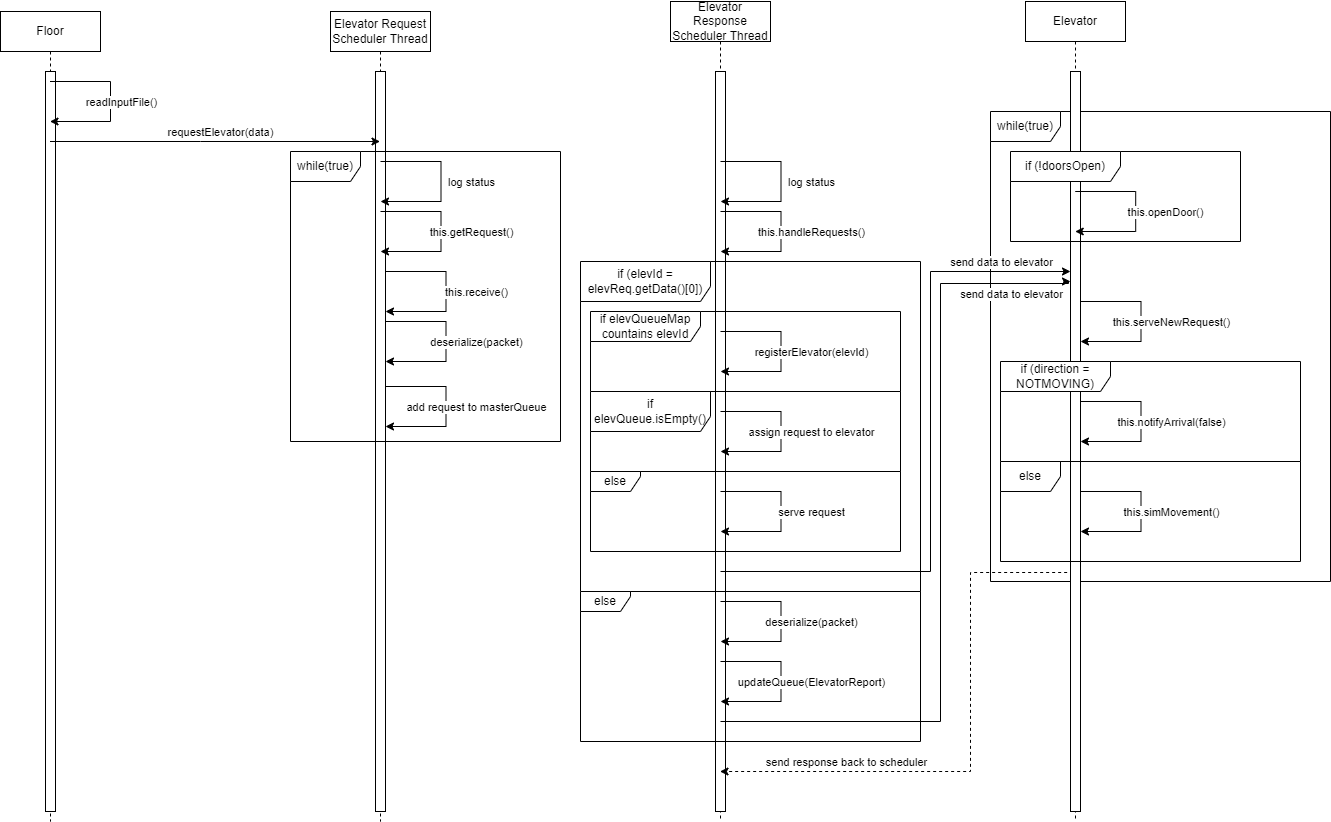 Floor
Elevator Request
Scheduler Thread
Elevator
Response
Scheduler Thread
Elevator
readInputFile()
requestElevator(data)
while(true)
log status
this.getRequest()
this.receive()
deserialize(packet)
add request to masterQueue
log status
this.handleRequests()
if (elevId =
elevReq.getData()[0])
if elevQueueMap
countains elevId
registerElevator(elevId)
if
elevQueue.isEmpty()
assign request to elevator
else
serve request
else
deserialize(packet)
updateQueue(ElevatorReport)
send response back to scheduler
send data to elevator
send data to elevator
while(true)
if (!doorsOpen)
this.openDoor()
this.serveNewRequest()
if (direction =
NOTMOVING)
this.notifyArrival(false)
else
this.simMovement()